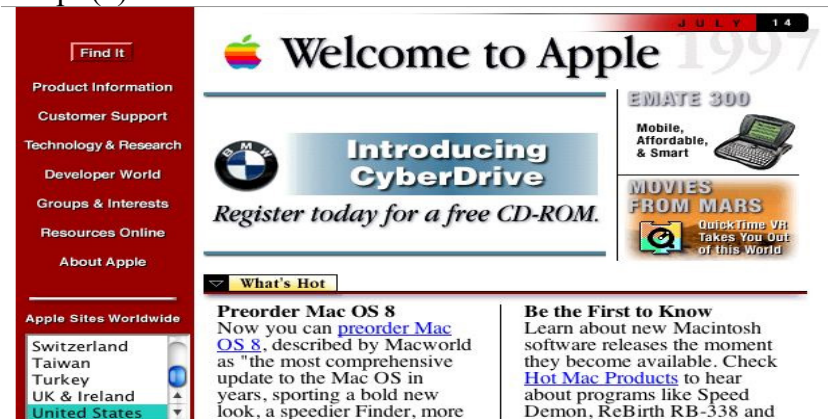 JULY 14
1997
Welcome to Apple
Find It
Product Information
Customer Support
Technology & Research
Developer World
Groups & Interests
Resources Online
About Apple
Apple Sites Worldwide
Switzerland
Taiwan
Turkey
UK & Ireland
United States
BMW
Introducing
CyberDrive
Register today for a free CD-ROM.
EMATE 300
Mobile,
Affordable,
& Smart
MOVIES
FROM MARS
QuickTime VR
Takes You Out
of this World
What's Hot
Preorder Mac OS 8
Now you can preorder Mac
OS 8, described by Macworld
as "the most comprehensive
update to the Mac OS in
years, sporting a bold new
look, a speedier Finder, more
Be the First to Know
Learn about new Macintosh
software releases the moment
they become available. Check
Hot Mac Products to hear
about programs like Speed
Demon, ReBirth RB-338 and